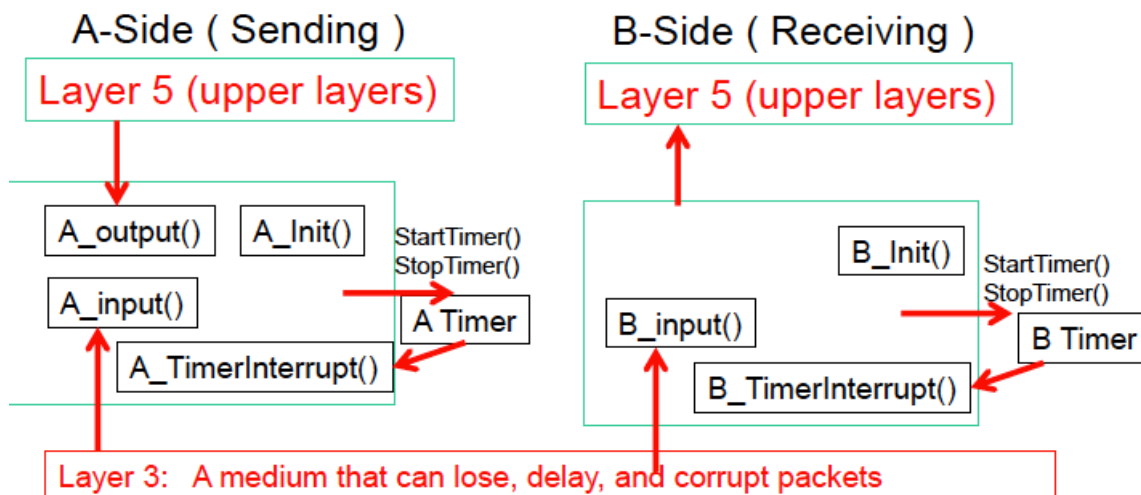 A-Side ( Sending )
Layer 5 (upper layers)
A_output()
A_Init()
StartTimer()
StopTimer()
A_input()
A Timer
A_TimerInterrupt()
B-Side ( Receiving )
Layer 5 (upper layers)
B_Init()
StartTimer()
StopTimer()
B_input()
B Timer
B_TimerInterrupt()
Layer 3: A medium that can lose, delay, and corrupt packets